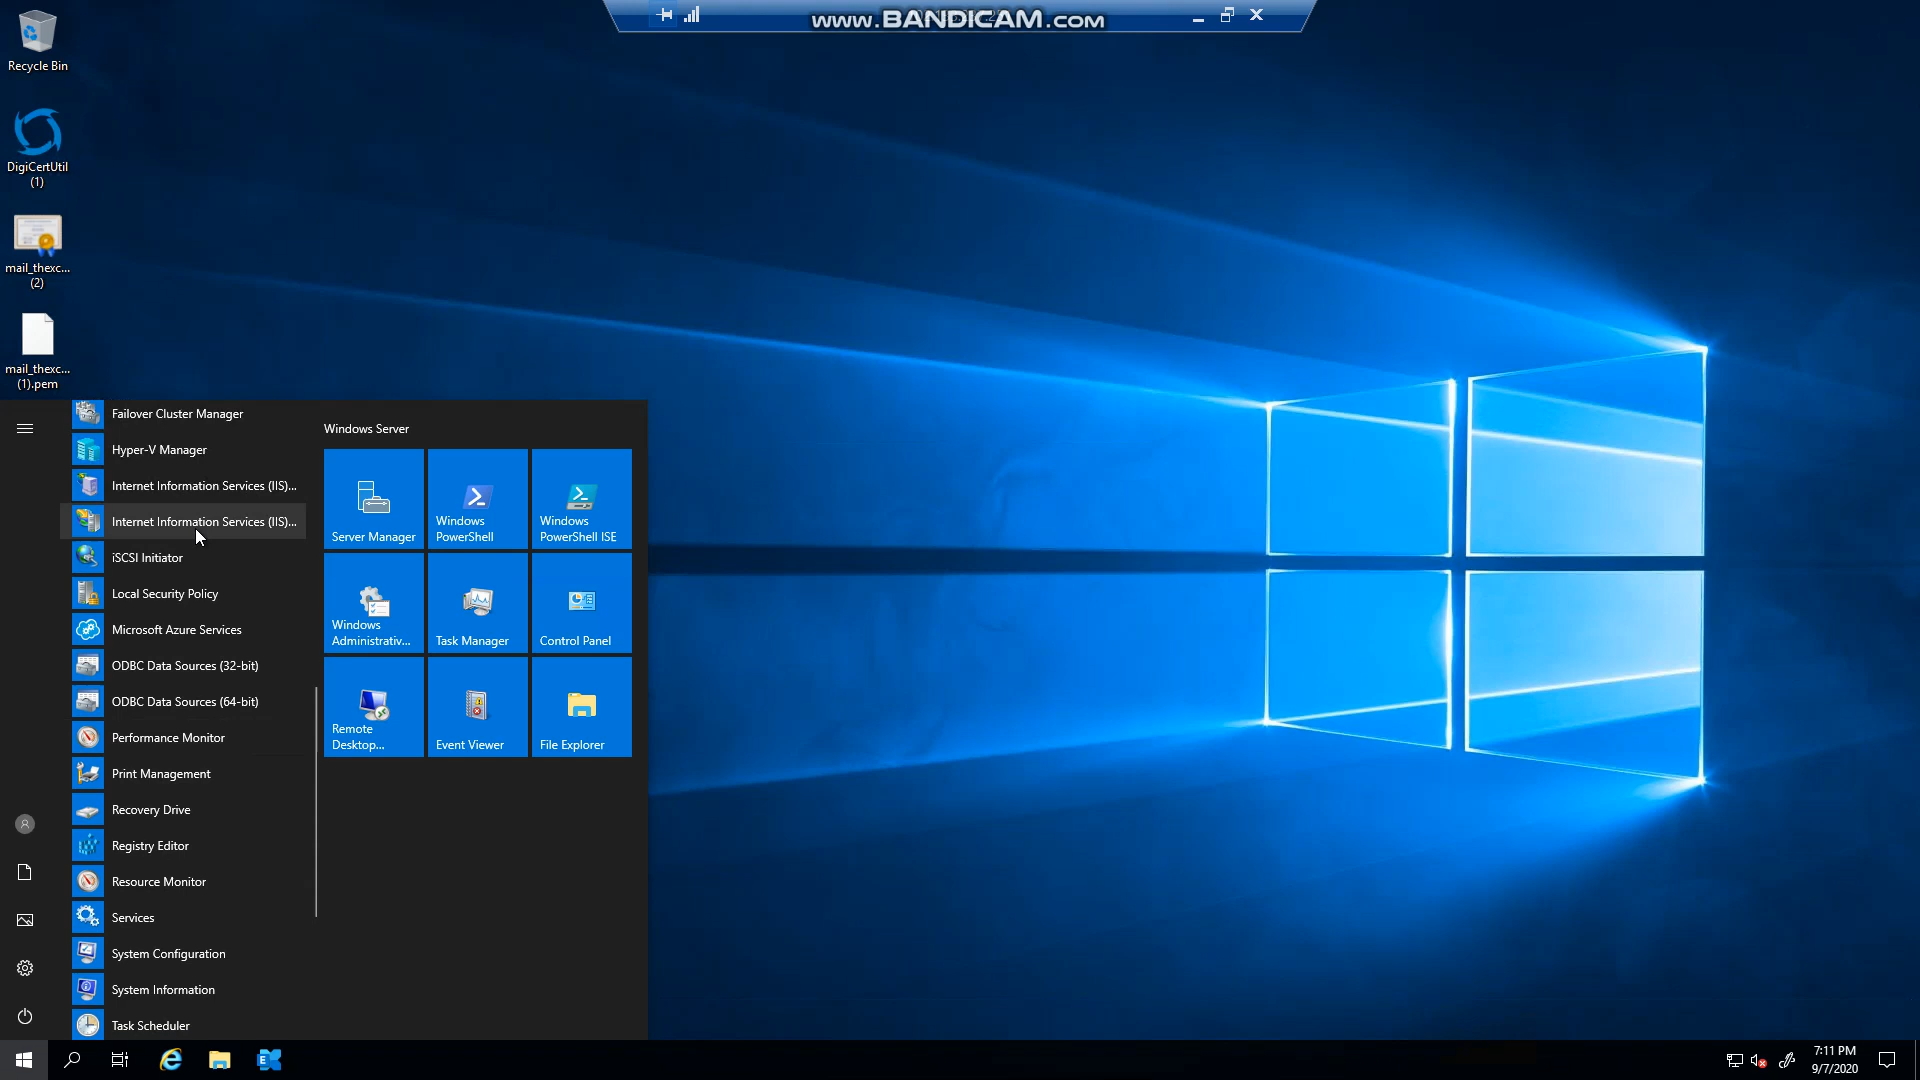 www.BANDICAM.com
Recycle Bin
DigiCertUtil
(1)
mail_thexc...
(2)
mail_thexc...
(1).pem
Failover Cluster Manager
Hyper-V Manager
Internet Information Services (IIS)...
Internet Information Services (IIS)...
iSCSI Initiator
Local Security Policy
Microsoft Azure Services
ODBC Data Sources (32-bit)
ODBC Data Sources (64-bit)
Performance Monitor
Print Management
Recovery Drive
Registry Editor
Resource Monitor
Services
System Configuration
System Information
Task Scheduler
Windows Server
Server Manager
Windows
PowerShell
Windows
PowerShell ISE
Windows
Administrativ...
Task Manager
Control Panel
Remote
Desktop...
Event Viewer
File Explorer
7:11 PM
9/7/2020